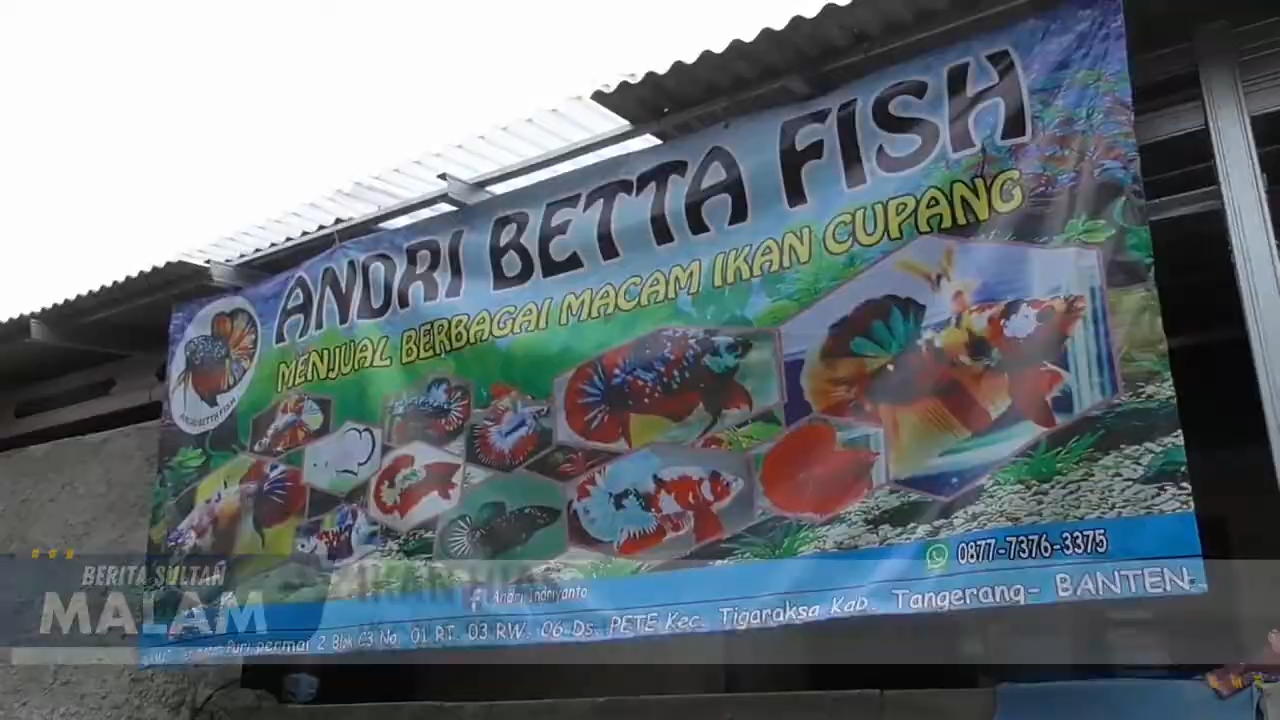 ANDRI BETTA FISH
MENJUAL BERBAGAI MACAM IKAN CUPANG
ANDRI BETTA FISH
0877-7376-3375
Andri Indriyanto
Puri permai 2 Blok C3 No. 01 RT. 03 RW. 06 Ds. PETE Kec. Tigaraksa Kab. Tangerang- BANTEN
BERITA SULTAN
MALAM